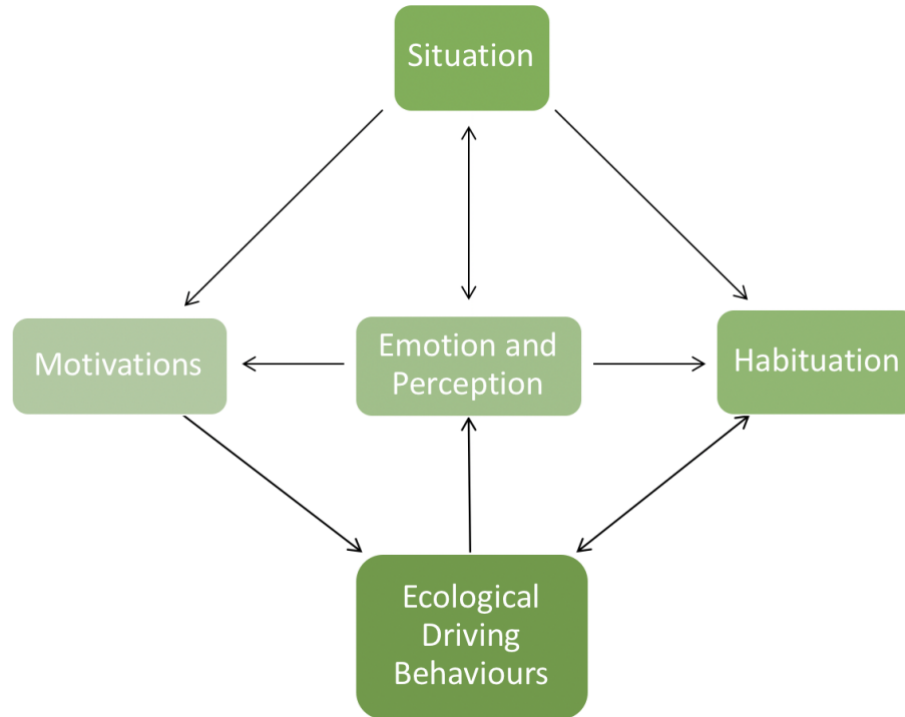 Situation
Motivations
Emotion and
Perception
Habituation
Ecological
Driving
Behaviours